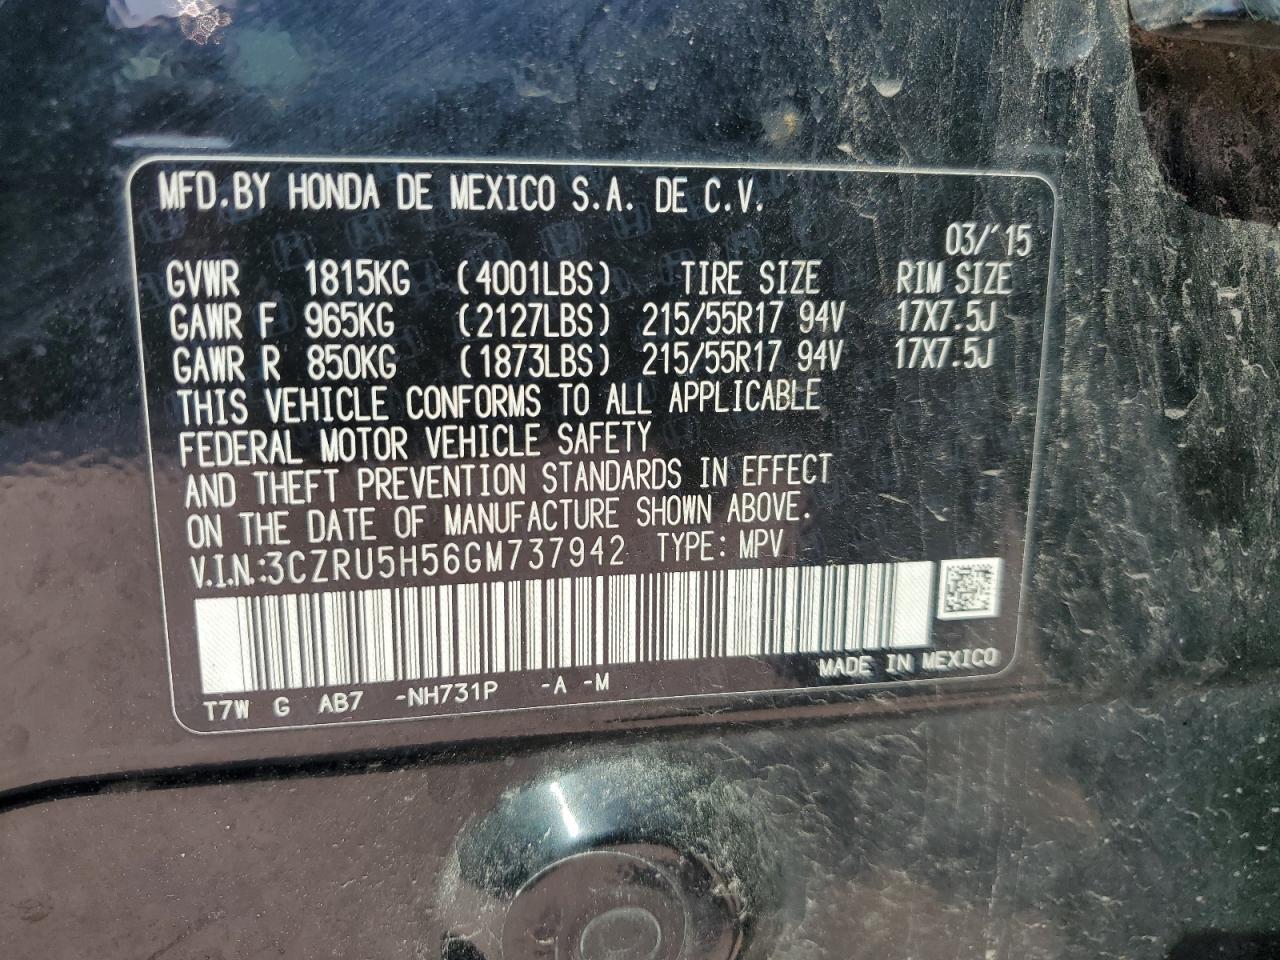 MFD.BY HONDA DE MEXICO S.A. DE C.V.
03/'15
GVWR 1815KG (4001LBS) TIRE SIZE RIM SIZE
GAWR F 965KG (2127LBS) 215/55R17 94V 17X7.5J
GAWR R 850KG (1873LBS) 215/55R17 94V 17X7.5J
THIS VEHICLE CONFORMS TO ALL APPLICABLE
FEDERAL MOTOR VEHICLE SAFETY
AND THEFT PREVENTION STANDARDS IN EFFECT
ON THE DATE OF MANUFACTURE SHOWN ABOVE.
V.I.N.:3CZRU5H56GM737942 TYPE: MPV
MADE IN MEXICO
T7W G AB7 -NH731P -A -M